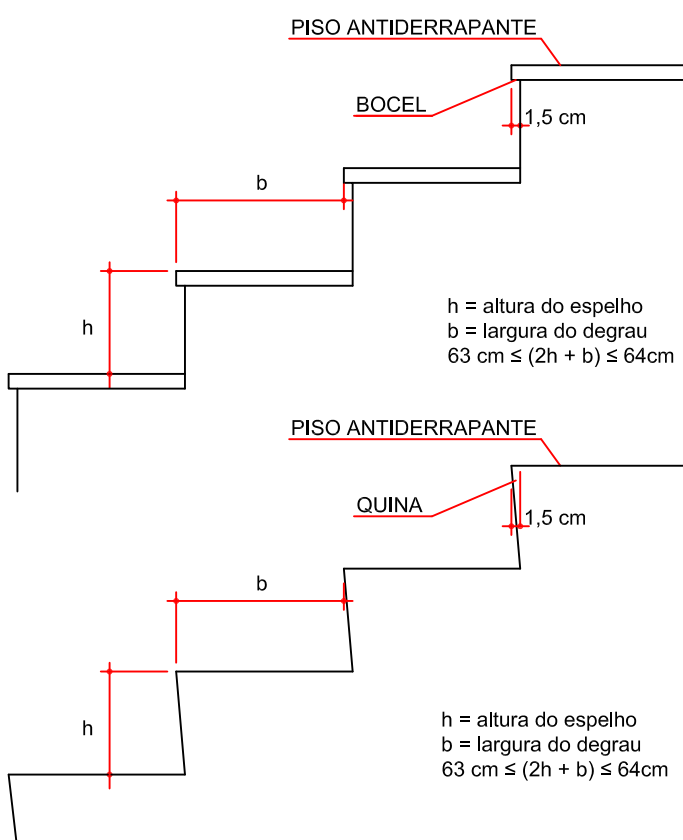 PISO ANTIDERRAPANTE
BOCEL
1,5 cm
b
h
h = altura do espelho
b = largura do degrau
63 cm ≤ (2h + b) ≤ 64cm
PISO ANTIDERRAPANTE
QUINA
1,5 cm
b
h
h = altura do espelho
b = largura do degrau
63 cm ≤ (2h + b) ≤ 64cm